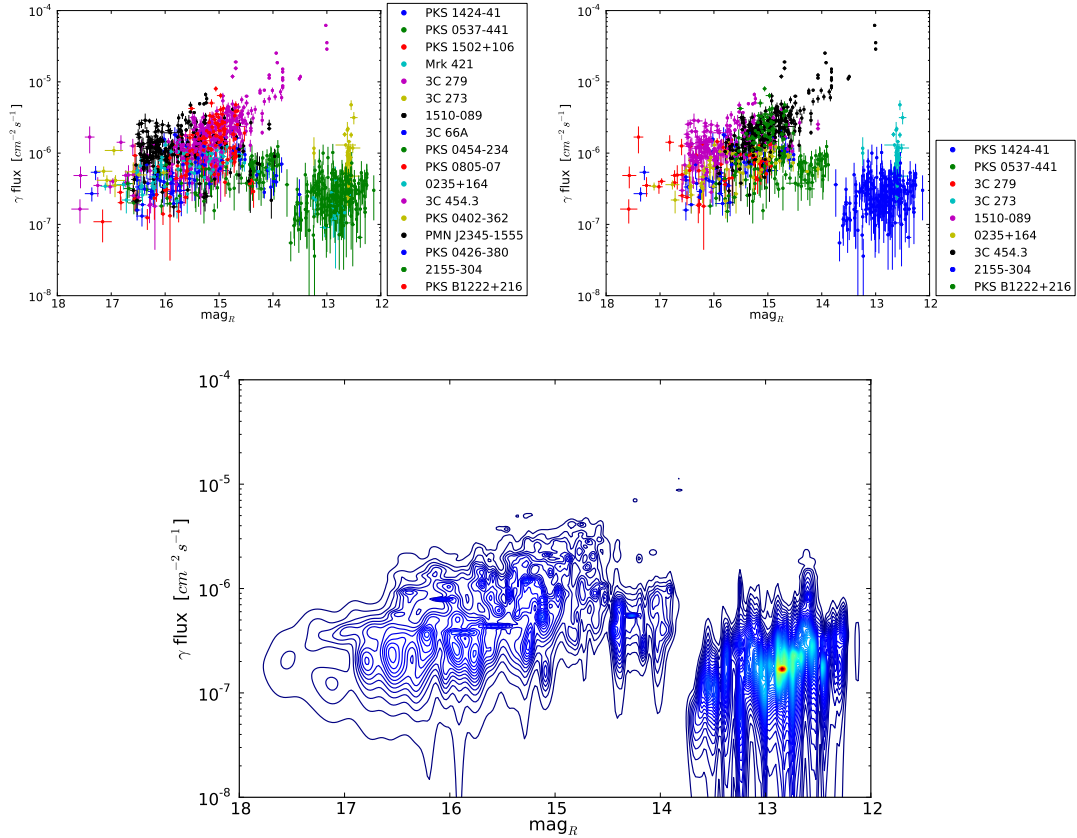 10⁻⁴
10⁻⁵
10⁻⁶
10⁻⁷
10⁻⁸
γ flux [cm⁻² s⁻¹]
18 17 16 15 14 13 12
mag_R
PKS 1424-41
PKS 0537-441
PKS 1502+106
Mrk 421
3C 279
3C 273
1510-089
3C 66A
PKS 0454-234
PKS 0805-07
0235+164
3C 454.3
PKS 0402-362
PMN J2345-1555
PKS 0426-380
2155-304
PKS B1222+216
10⁻⁴
10⁻⁵
10⁻⁶
10⁻⁷
10⁻⁸
γ flux [cm⁻² s⁻¹]
18 17 16 15 14 13 12
mag_R
PKS 1424-41
PKS 0537-441
3C 279
3C 273
1510-089
0235+164
3C 454.3
2155-304
PKS B1222+216
10⁻⁴
10⁻⁵
10⁻⁶
10⁻⁷
10⁻⁸
γ flux [cm⁻² s⁻¹]
18 17 16 15 14 13 12
mag_R